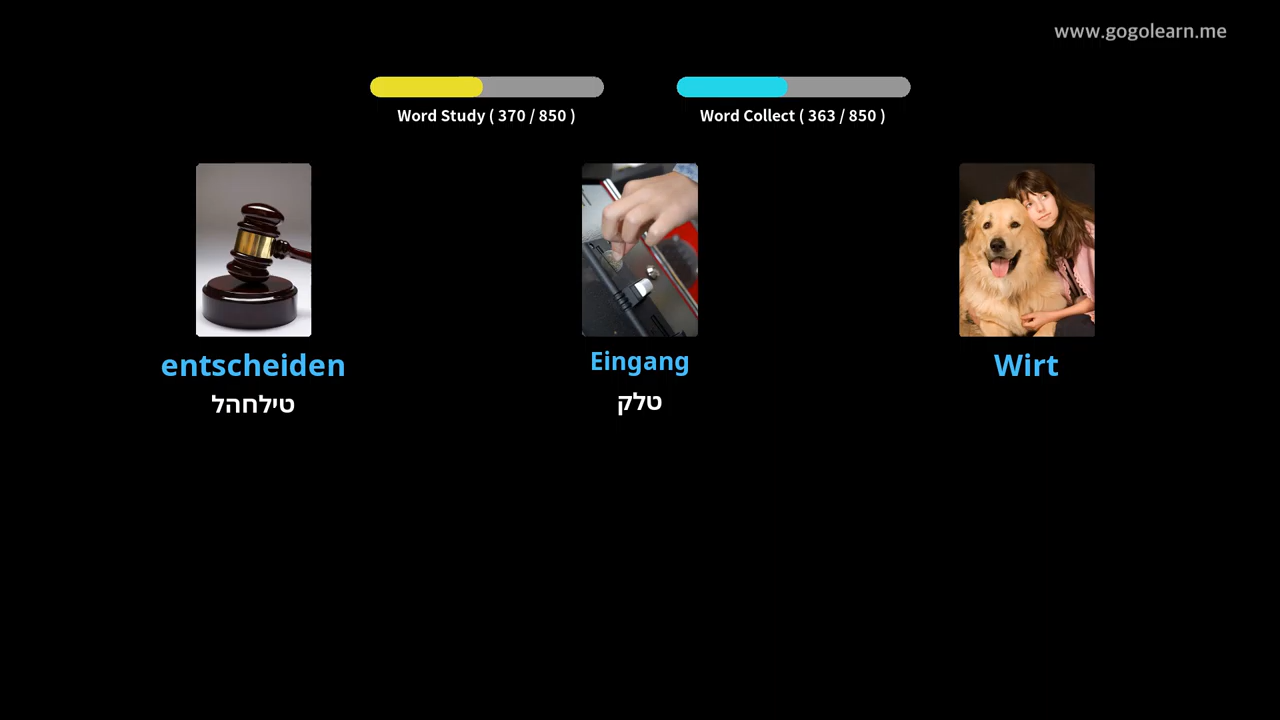 www.gogolearn.me
Word Study ( 370 / 850 )
Word Collect ( 363 / 850 )
entscheiden
טילחהל
Eingang
טלק
Wirt